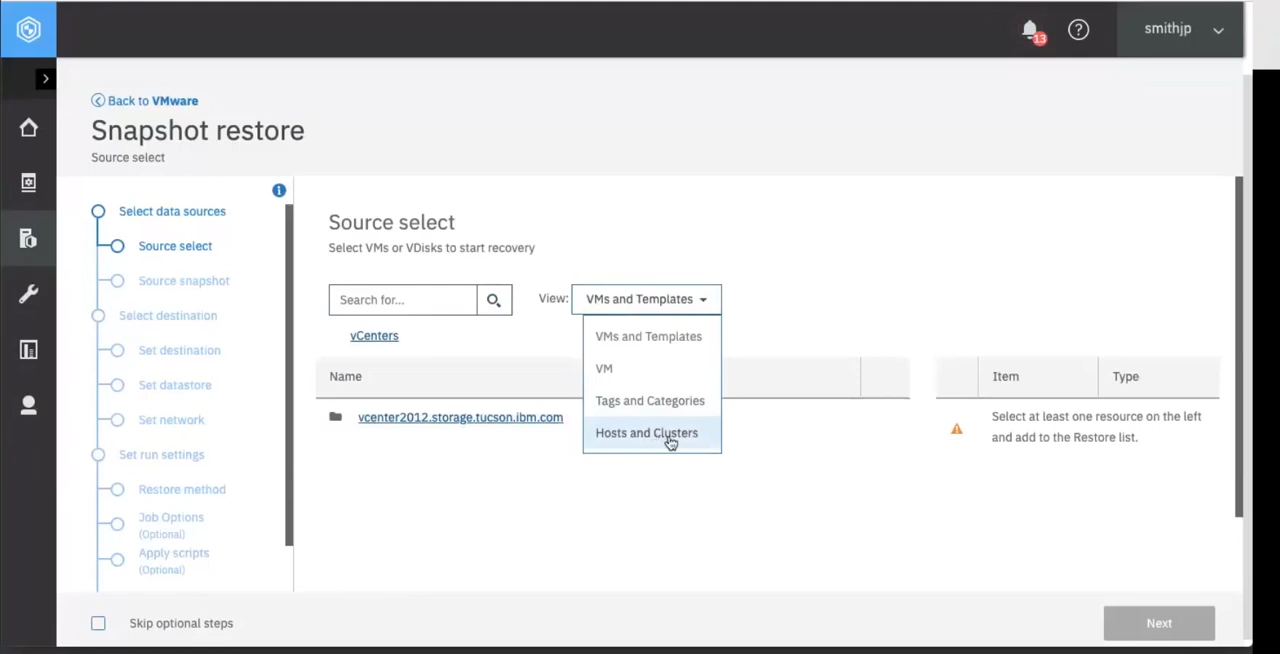 13
smithjp
Back to VMware
Snapshot restore
Source select
Select data sources
Source select
Source snapshot
Select destination
Set destination
Set datastore
Set network
Set run settings
Restore method
Job Options
(Optional)
Apply scripts
(Optional)
Source select
Select VMs or VDisks to start recovery
Search for...
View:
VMs and Templates
VMs and Templates
VM
Tags and Categories
Hosts and Clusters
vCenters
Name
vcenter2012.storage.tucson.ibm.com
Item Type
Select at least one resource on the left
and add to the Restore list.
Skip optional steps
Next